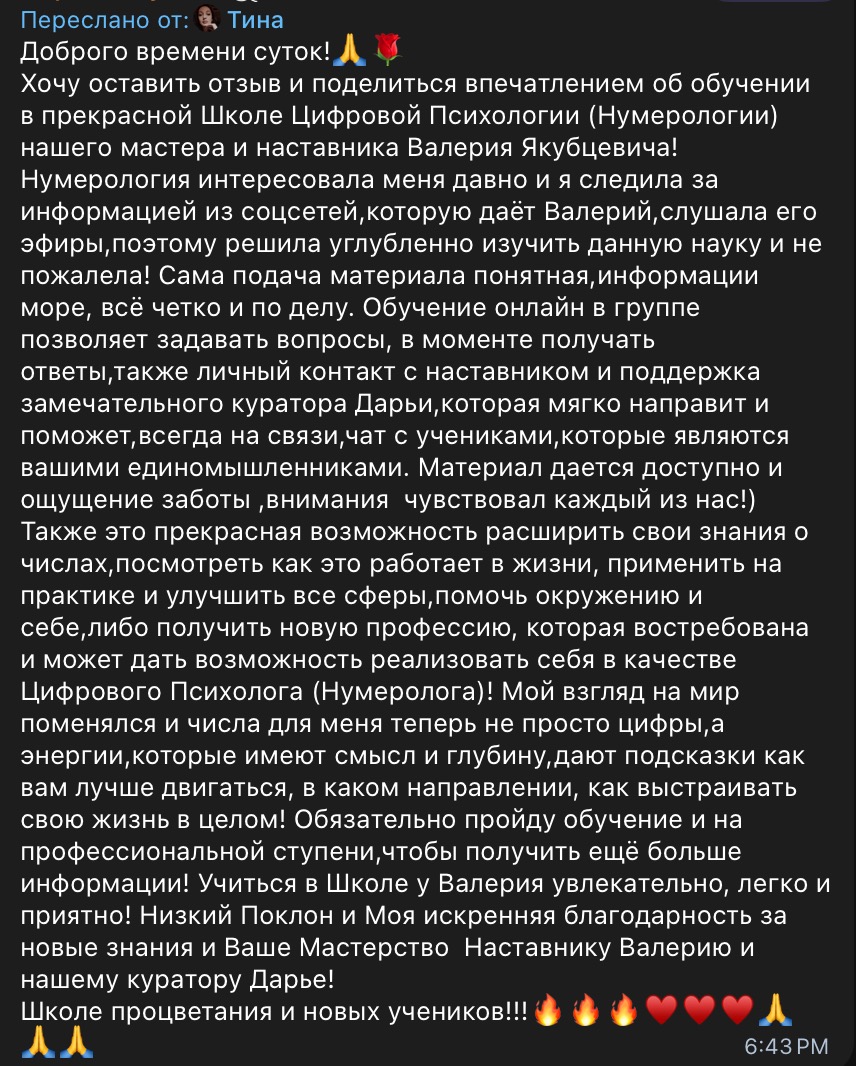 Переслано от: Тина
Доброго времени суток!🙏🌹
Хочу оставить отзыв и поделиться впечатлением об обучении
в прекрасной Школе Цифровой Психологии (Нумерологии)
нашего мастера и наставника Валерия Якубцевича!
Нумерология интересовала меня давно и я следила за
информацией из соцсетей,которую даёт Валерий,слушала его
эфиры,поэтому решила углубленно изучить данную науку и не
пожалела! Сама подача материала понятная,информации
море, всё четко и по делу. Обучение онлайн в группе
позволяет задавать вопросы, в моменте получать
ответы,также личный контакт с наставником и поддержка
замечательного куратора Дарьи,которая мягко направит и
поможет,всегда на связи,чат с учениками,которые являются
вашими единомышленниками. Материал дается доступно и
ощущение заботы ,внимания  чувствовал каждый из нас!)
Также это прекрасная возможность расширить свои знания о
числах,посмотреть как это работает в жизни, применить на
практике и улучшить все сферы,помочь окружению и
себе,либо получить новую профессию, которая востребована
и может дать возможность реализовать себя в качестве
Цифрового Психолога (Нумеролога)! Мой взгляд на мир
поменялся и числа для меня теперь не просто цифры,а
энергии,которые имеют смысл и глубину,дают подсказки как
вам лучше двигаться, в каком направлении, как выстраивать
свою жизнь в целом! Обязательно пройду обучение и на
профессиональной ступени,чтобы получить ещё больше
информации! Учиться в Школе у Валерия увлекательно, легко и
приятно! Низкий Поклон и Моя искренняя благодарность за
новые знания и Ваше Мастерство  Наставнику Валерию и
нашему куратору Дарье!
Школе процветания и новых учеников!!!🔥🔥🔥♥️♥️♥️🙏
🙏🙏
6:43 PM